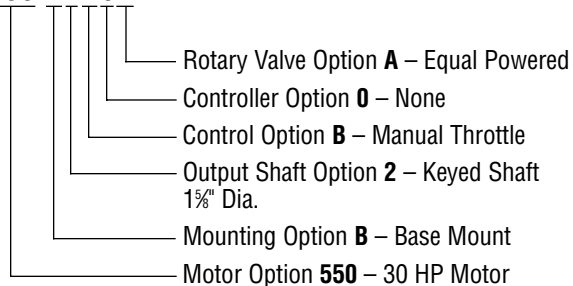 Rotary Valve Option A – Equal Powered
Controller Option 0 – None
Control Option B – Manual Throttle
Output Shaft Option 2 – Keyed Shaft
1⅝" Dia.
Mounting Option B – Base Mount
Motor Option 550 – 30 HP Motor